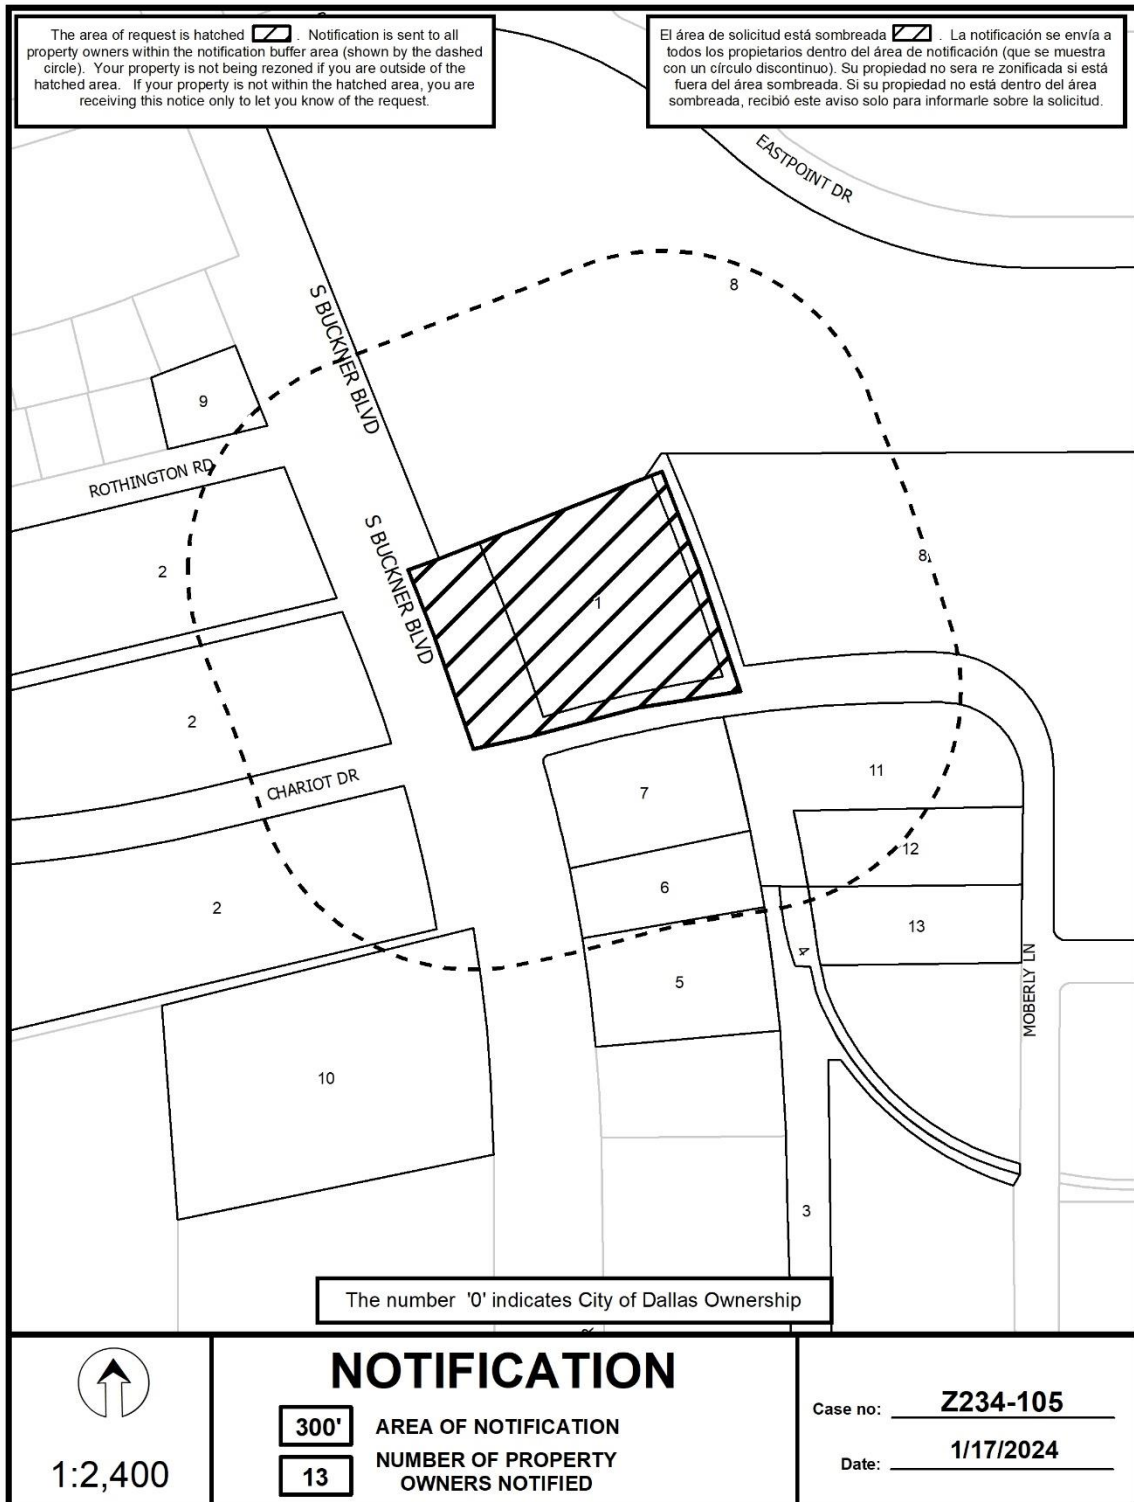 The area of request is hatched . Notification is sent to all
property owners within the notification buffer area (shown by the dashed
circle). Your property is not being rezoned if you are outside of the
hatched area. If your property is not within the hatched area, you are
receiving this notice only to let you know of the request.
El área de solicitud está sombreada . La notificación se envía a
todos los propietarios dentro del área de notificación (que se muestra
con un círculo discontinuo). Su propiedad no sera re zonificada si está
fuera del área sombreada. Si su propiedad no está dentro del área
sombreada, recibió este aviso solo para informarle sobre la solicitud.
EASTPOINT DR
8
S BUCKNER BLVD
9
ROTHINGTON RD
S BUCKNER BLVD
2
8
1
2
CHARIOT DR
11
7
12
6
2
13
4
5
MOBERLY LN
10
3
The number '0' indicates City of Dallas Ownership
1:2,400
NOTIFICATION
300' AREA OF NOTIFICATION
13 NUMBER OF PROPERTY
OWNERS NOTIFIED
Case no: Z234-105
Date: 1/17/2024